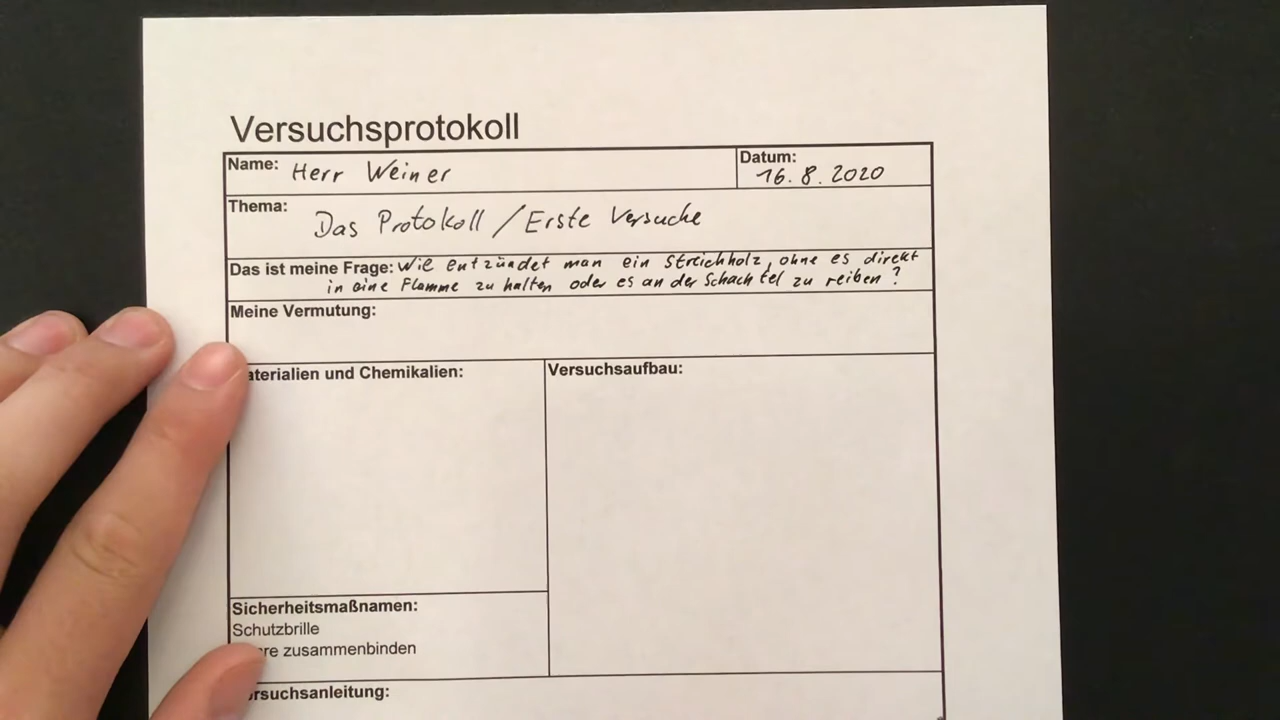 Versuchsprotokoll
Name: Herr Weiner
Datum: 16.8.2020
Thema: Das Protokoll / Erste Versuche
Das ist meine Frage: Wie entzündet man ein Streichholz, ohne es direkt
in eine Flamme zu halten oder es an der Schachtel zu reiben?
Meine Vermutung:
aterialien und Chemikalien:
Versuchsaufbau:
Sicherheitsmaßnamen:
Schutzbrille
re zusammenbinden
rsuchsanleitung: